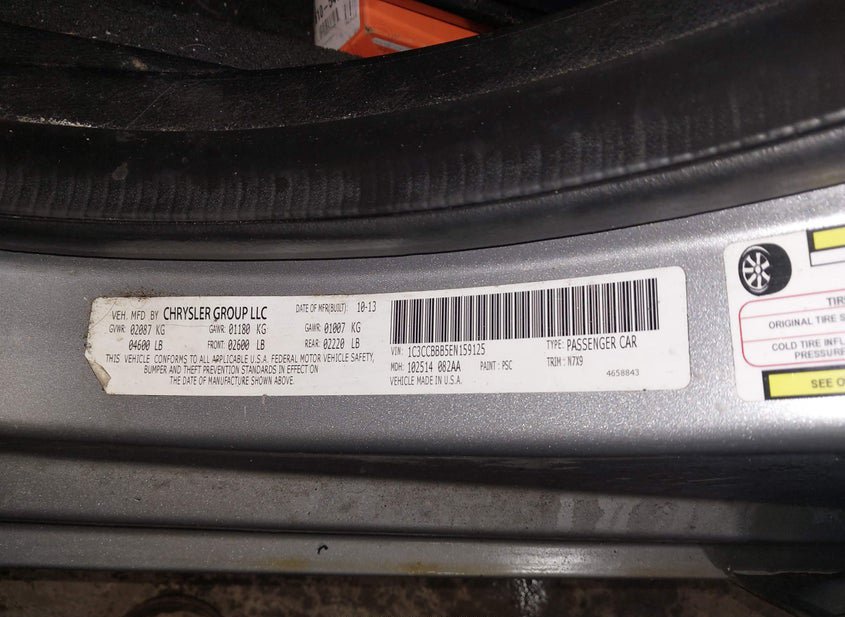 VEH. MFD BY CHRYSLER GROUP LLC DATE OF MFR(BUILT) 10-13
GVWR: 02087 KG GAWR: 01180 KG GAWR: 01007 KG
04600 LB FRONT: 02600 LB REAR: 02220 LB
THIS VEHICLE CONFORMS TO ALL APPLICABLE U.S.A. FEDERAL MOTOR VEHICLE SAFETY,
BUMPER AND THEFT PREVENTION STANDARDS IN EFFECT ON
THE DATE OF MANUFACTURE SHOWN ABOVE.
VIN: 1C3CCBBB5EN159125 TYPE: PASSENGER CAR
MDH: 102514 082AA PAINT: PSC TRIM: N7X9
VEHICLE MADE IN U.S.A. 4658843
TIR
ORIGINAL TIRE S
COLD TIRE INFL
PRESSUR
SEE O